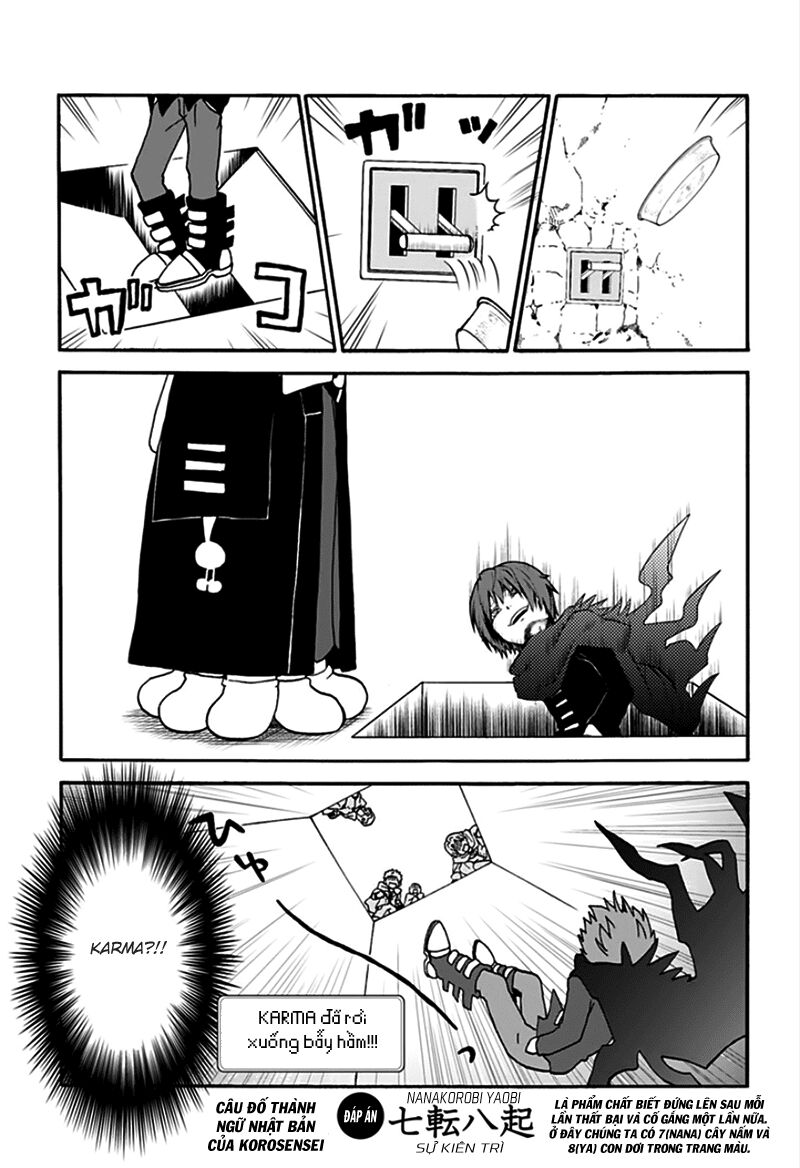 ガッ
ガコ
KARMA?!!
ひゅ
KARMA đã rơi
xuống bẫy hầm!!!
CÂU ĐỐ THÀNH
NGỮ NHẬT BẢN
CỦA KOROSENSEI
ĐÁP ÁN
NANAKOROBI YAOBI
七転八起
SỰ KIÊN TRÌ
LÀ PHẨM CHẤT BIẾT ĐỨNG LÊN SAU MỖI
LẦN THẤT BẠI VÀ CỐ GẮNG MỘT LẦN NỮA.
Ở ĐÂY CHÚNG TA CÓ 7(NANA) CÂY NẤM VÀ
8(YA) CON DƠI TRONG TRANG MÀU.